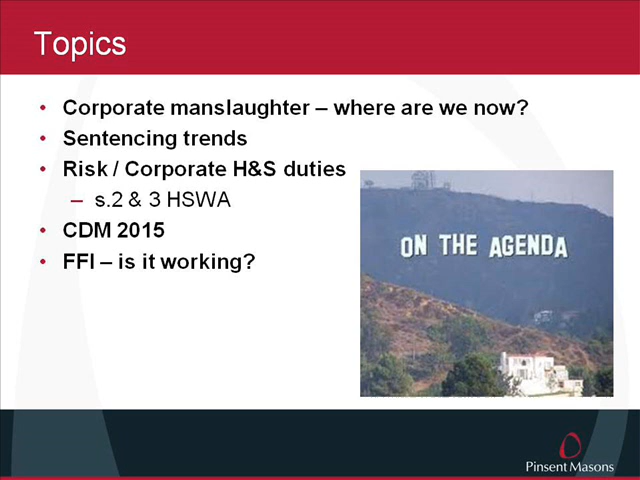 Topics
• Corporate manslaughter – where are we now?
• Sentencing trends
• Risk / Corporate H&S duties
– s.2 & 3 HSWA
• CDM 2015
• FFI – is it working?
ON THE AGENDA
Pinsent Masons